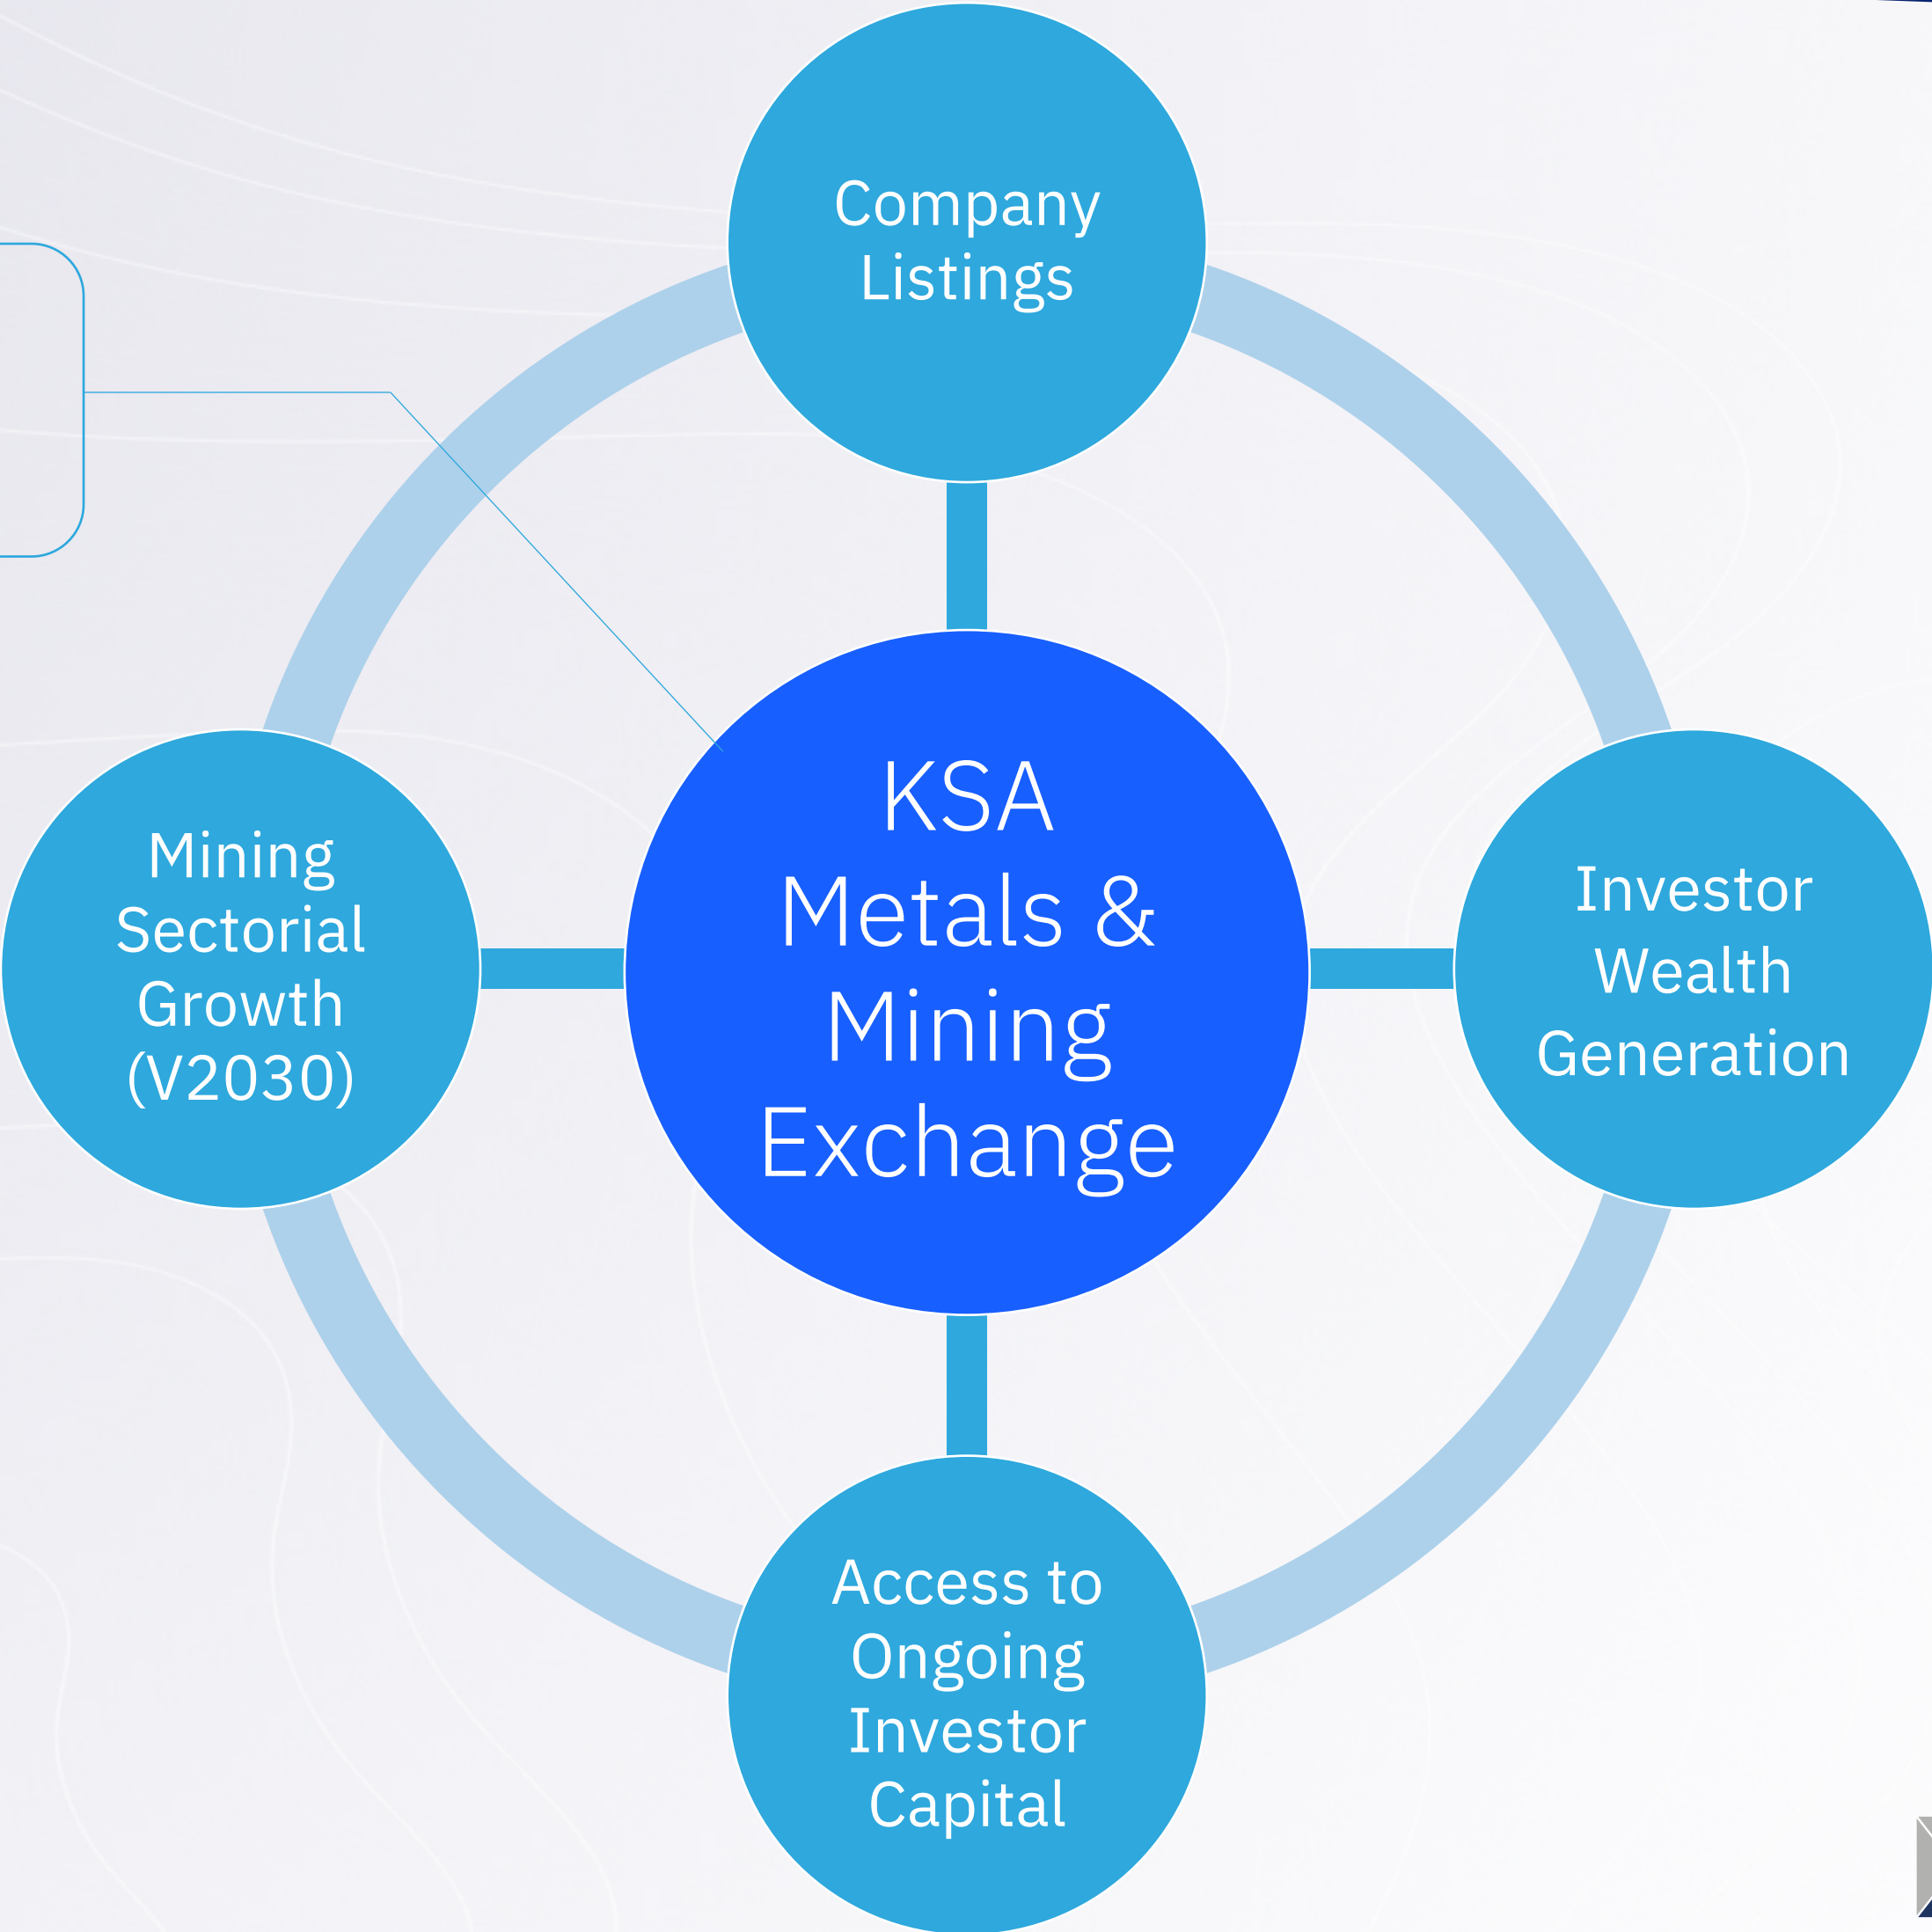 Company
Listings
KSA
Metals &
Mining
Exchange
Mining
Sectorial
Growth
(V2030)
Investor
Wealth
Generation
Access to
Ongoing
Investor
Capital